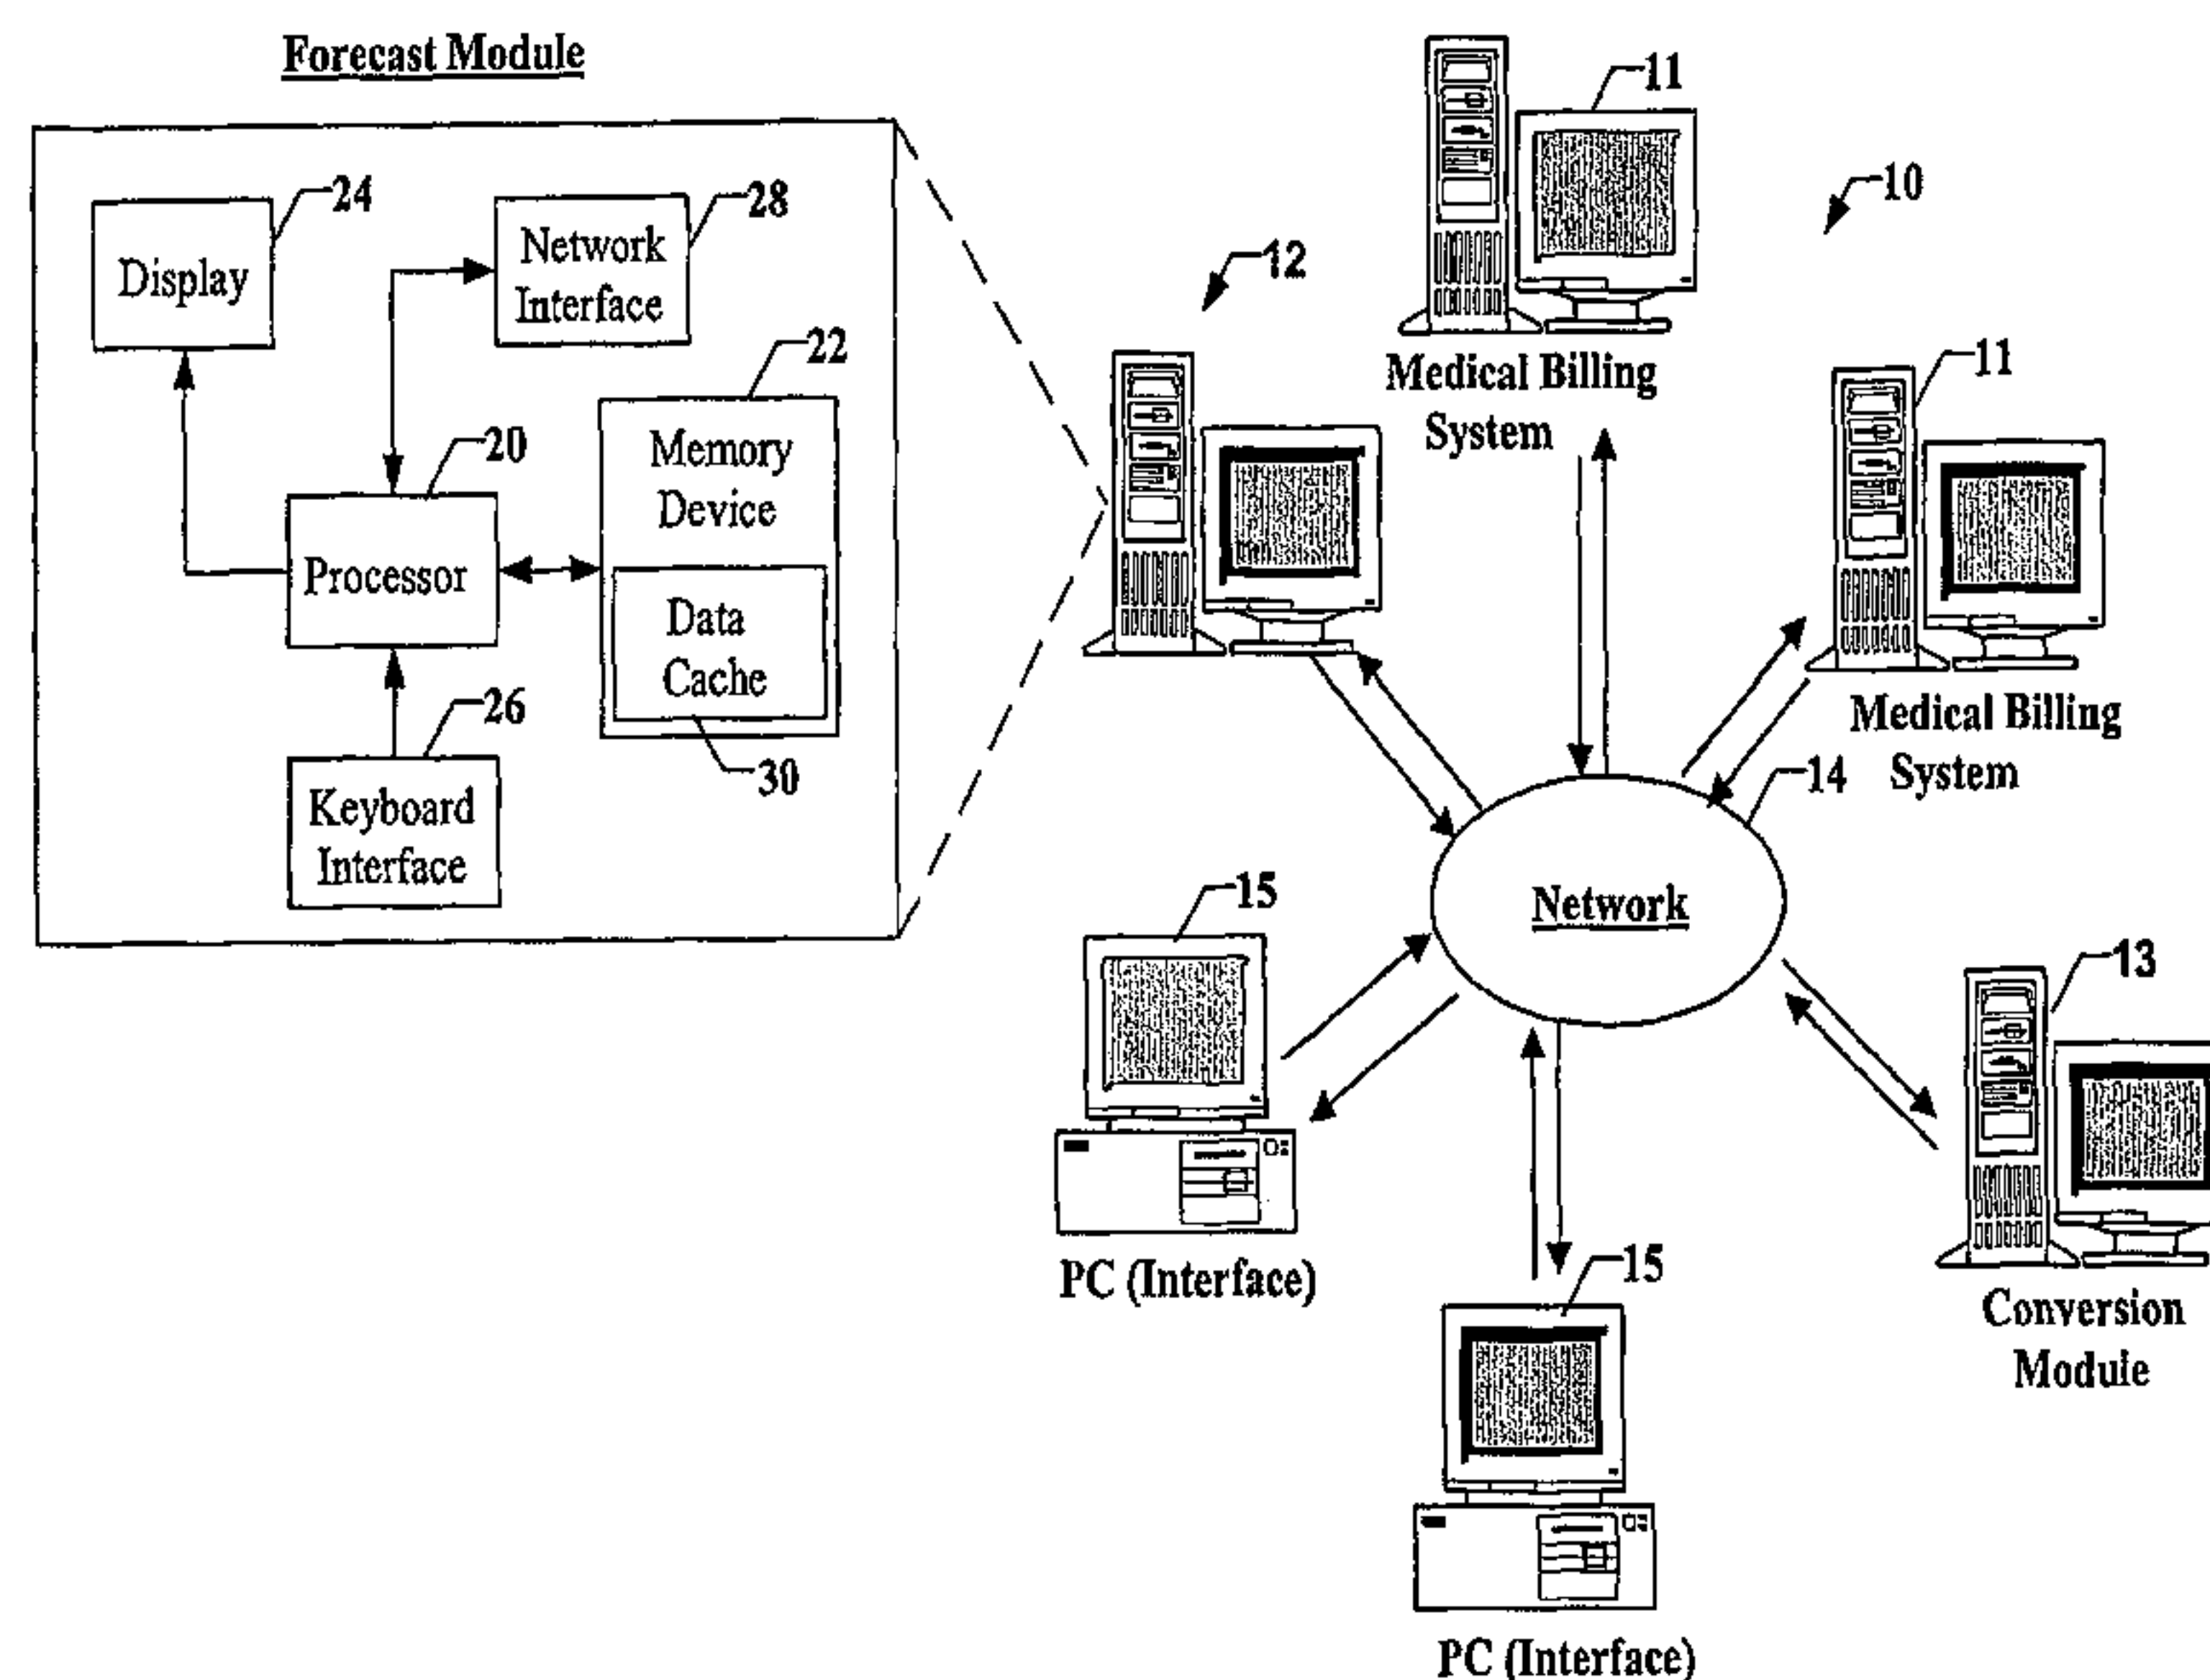 Forecast Module
24
Display
28
Network
Interface
22
Memory
Device
20
Processor
Data
Cache
30
26
Keyboard
Interface
10
11
Medical Billing
System
12
11
Medical Billing
System
14
Network
15
PC (Interface)
13
Conversion
Module
15
PC (Interface)